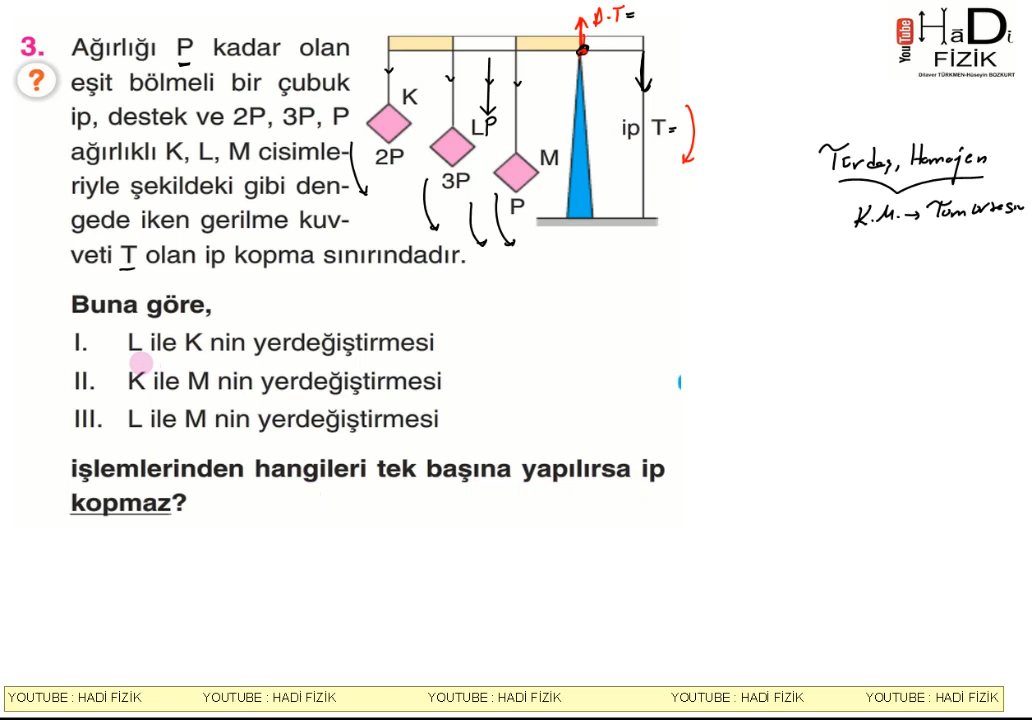 3. Ağırlığı P kadar olan
? eşit bölmeli bir çubuk
ip, destek ve 2P, 3P, P
ağırlıklı K, L, M cisimle-
riyle şekildeki gibi den-
gede iken gerilme kuv-
veti T olan ip kopma sınırındadır.
K
2P
L
3P
P
M
P
ip T=
YouTube HaDi
FİZİK
Dilaver TÜRKMEN-Hüseyin BOZKURT
Türdeş, Homojen
K.M. →
Buna göre,
I. L ile K nin yerdeğiştirmesi
II. K ile M nin yerdeğiştirmesi
III. L ile M nin yerdeğiştirmesi
işlemlerinden hangileri tek başına yapılırsa ip
kopmaz?
YOUTUBE : HADİ FİZİK YOUTUBE : HADİ FİZİK YOUTUBE : HADİ FİZİK YOUTUBE : HADİ FİZİK YOUTUBE : HADİ FİZİK